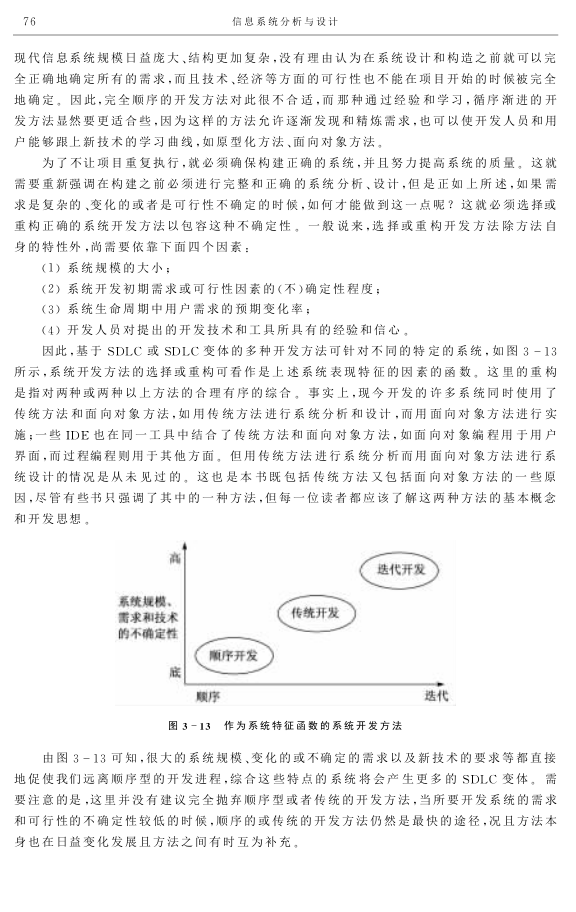 76 信息系统分析与设计
现代信息系统规模日益庞大、结构更加复杂,没有理由认为在系统设计和构造之前就可以完
全正确地确定所有的需求,而且技术、经济等方面的可行性也不能在项目开始的时候被完全
地确定。因此,完全顺序的开发方法对此很不合适,而那种通过经验和学习,循序渐进的开
发方法显然要更适合些,因为这样的方法允许逐渐发现和精炼需求,也可以使开发人员和用
户能够跟上新技术的学习曲线,如原型化方法、面向对象方法。
为了不让项目重复执行,就必须确保构建正确的系统,并且努力提高系统的质量。这就
需要重新强调在构建之前必须进行完整和正确的系统分析、设计,但是正如上所述,如果需
求是复杂的、变化的或者是可行性不确定的时候,如何才能做到这一点呢?这就必须选择或
重构正确的系统开发方法以包容这种不确定性。一般说来,选择或重构开发方法除方法自
身的特性外,尚需要依靠下面四个因素:
(1) 系统规模的大小;
(2) 系统开发初期需求或可行性因素的(不)确定性程度;
(3) 系统生命周期中用户需求的预期变化率;
(4) 开发人员对提出的开发技术和工具所具有的经验和信心。
因此,基于 SDLC 或 SDLC 变体的多种开发方法可针对不同的特定的系统,如图 3-13
所示,系统开发方法的选择或重构可看作是上述系统表现特征的因素的函数。这里的重构
是指对两种或两种以上方法的合理有序的综合。事实上,现今开发的许多系统同时使用了
传统方法和面向对象方法,如用传统方法进行系统分析和设计,而用面向对象方法进行实
施;一些 IDE 也在同一工具中结合了传统方法和面向对象方法,如面向对象编程用于用户
界面,而过程编程则用于其他方面。但用传统方法进行系统分析而用面向对象方法进行系
统设计的情况是从未见过的。这也是本书既包括传统方法又包括面向对象方法的一些原
因,尽管有些书只强调了其中的一种方法,但每一位读者都应该了解这两种方法的基本概念
和开发思想。
高
迭代开发
系统规模、
需求和技术
的不确定性
传统开发
顺序开发
底
顺序 迭代
图 3-13 作为系统特征函数的系统开发方法
由图 3-13 可知,很大的系统规模、变化的或不确定的需求以及新技术的要求等都直接
地促使我们远离顺序型的开发进程,综合这些特点的系统将会产生更多的 SDLC 变体。需
要注意的是,这里并没有建议完全抛弃顺序型或者传统的开发方法,当所要开发系统的需求
和可行性的不确定性较低的时候,顺序的或传统的开发方法仍然是最快的途径,况且方法本
身也在日益变化发展且方法之间有时互为补充。